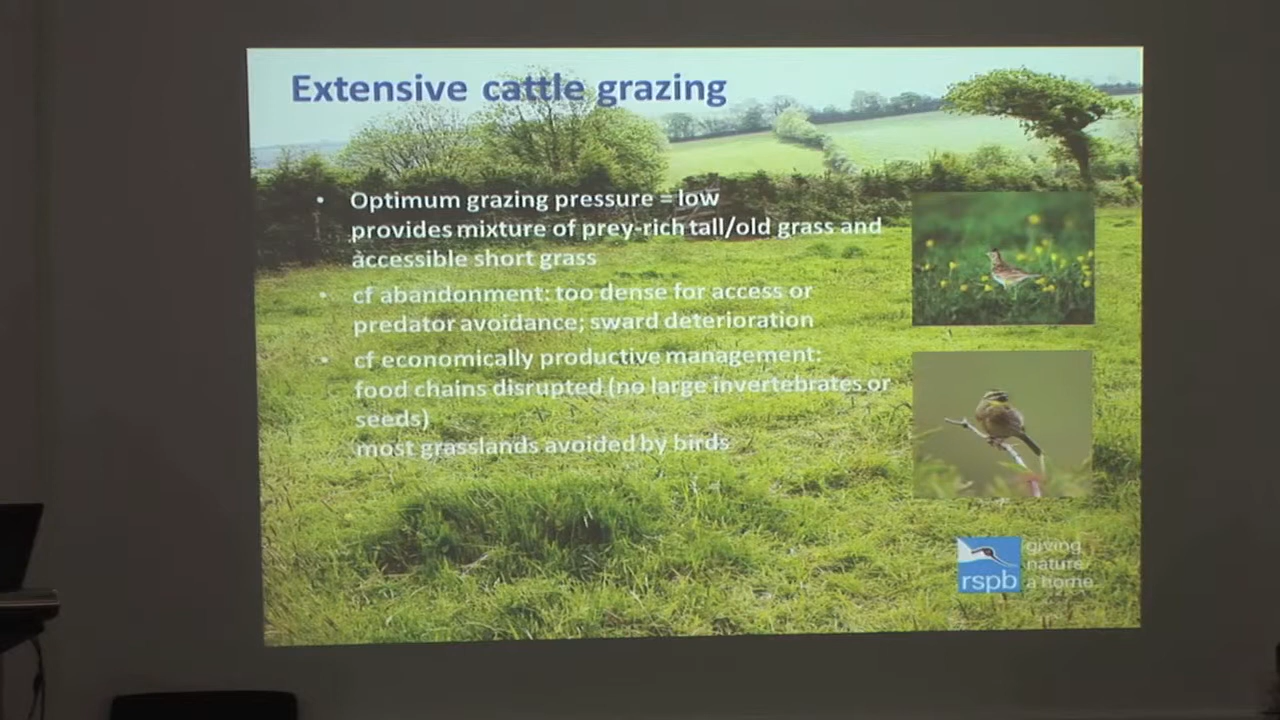 Extensive cattle grazing
• Optimum grazing pressure = low
provides mixture of prey-rich tall/old grass and
accessible short grass
• cf abandonment: too dense for access or
predator avoidance; sward deterioration
• cf economically productive management:
food chains disrupted (no large invertebrates or
seeds)
most grasslands avoided by birds
rspb
giving
nature
a home